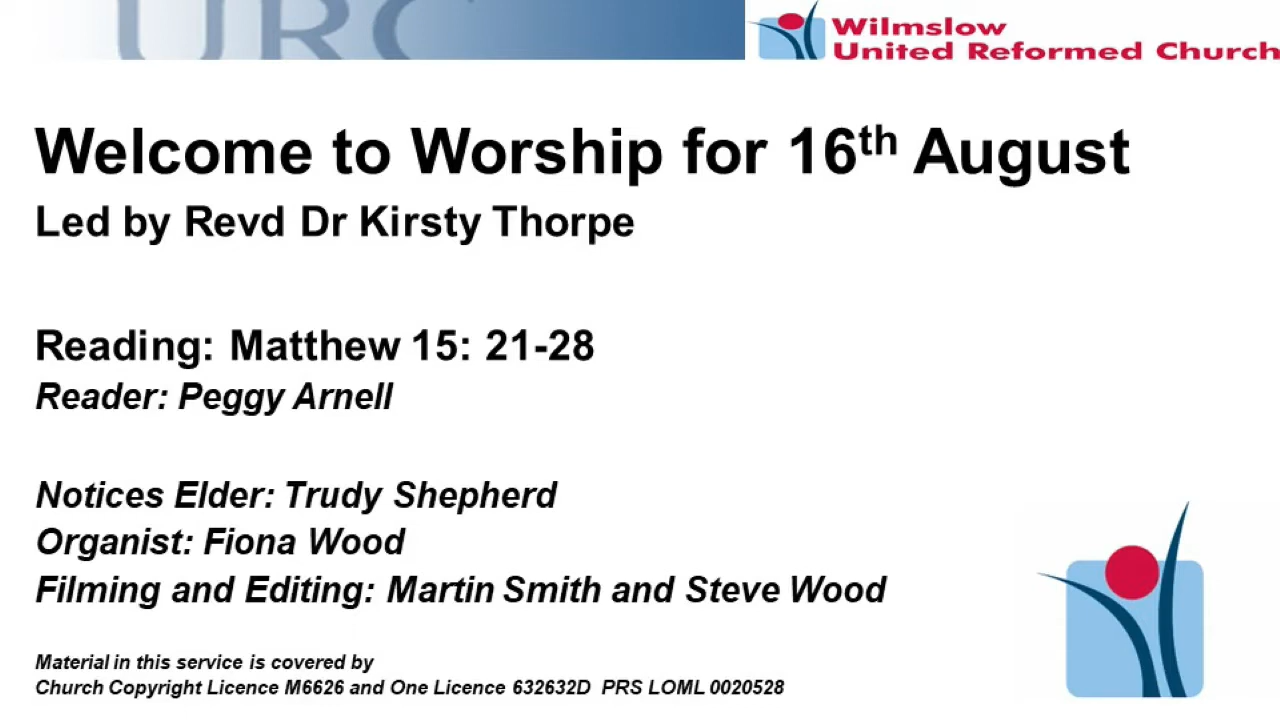 URC
Wilmslow
United Reformed Church
Welcome to Worship for 16th August
Led by Revd Dr Kirsty Thorpe
Reading: Matthew 15: 21-28
Reader: Peggy Arnell
Notices Elder: Trudy Shepherd
Organist: Fiona Wood
Filming and Editing: Martin Smith and Steve Wood
Material in this service is covered by
Church Copyright Licence M6626 and One Licence 632632D PRS LOML 0020528